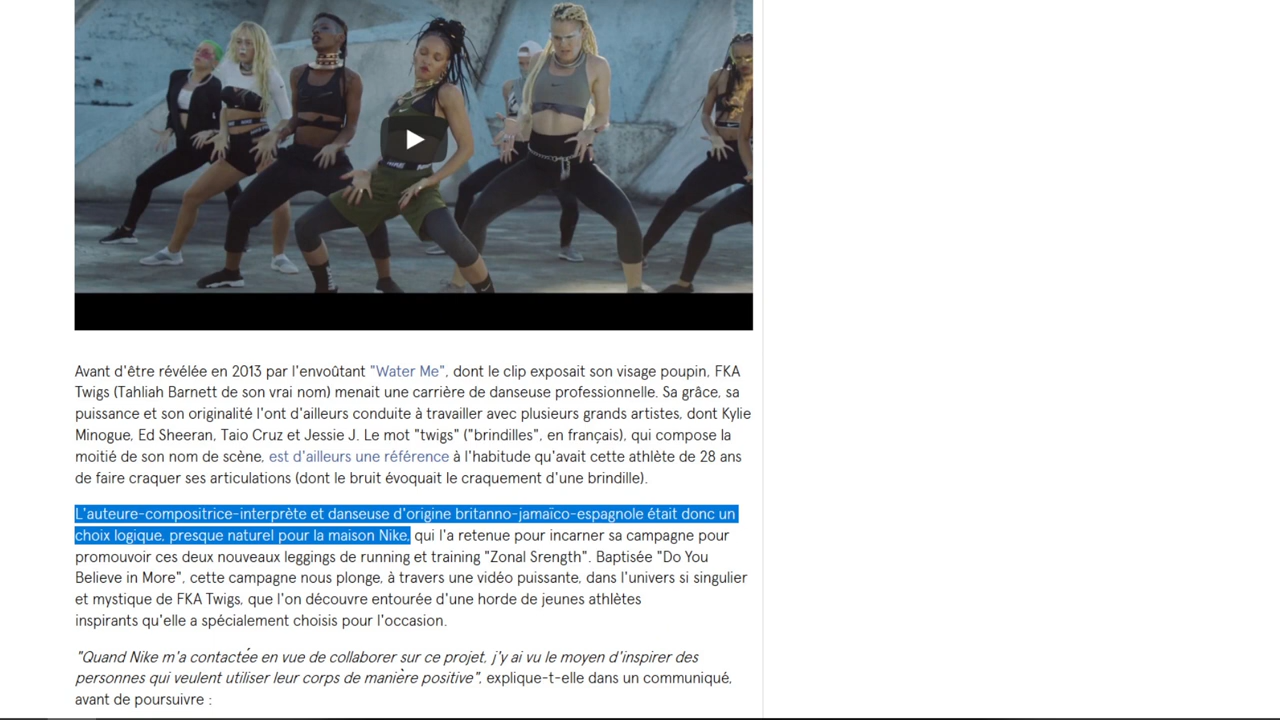 Avant d'être révélée en 2013 par l'envoûtant "Water Me", dont le clip exposait son visage poupin, FKA
Twigs (Tahliah Barnett de son vrai nom) menait une carrière de danseuse professionnelle. Sa grâce, sa
puissance et son originalité l'ont d'ailleurs conduite à travailler avec plusieurs grands artistes, dont Kylie
Minogue, Ed Sheeran, Taio Cruz et Jessie J. Le mot "twigs" ("brindilles", en français), qui compose la
moitié de son nom de scène, est d'ailleurs une référence à l'habitude qu'avait cette athlète de 28 ans
de faire craquer ses articulations (dont le bruit évoquait le craquement d'une brindille).
L'auteure-compositrice-interprète et danseuse d'origine britanno-jamaïco-espagnole était donc un
choix logique, presque naturel pour la maison Nike, qui l'a retenue pour incarner sa campagne pour
promouvoir ces deux nouveaux leggings de running et training "Zonal Srength". Baptisée "Do You
Believe in More", cette campagne nous plonge, à travers une vidéo puissante, dans l'univers si singulier
et mystique de FKA Twigs, que l'on découvre entourée d'une horde de jeunes athlètes
inspirants qu'elle a spécialement choisis pour l'occasion.
"Quand Nike m'a contactée en vue de collaborer sur ce projet, j'y ai vu le moyen d'inspirer des
personnes qui veulent utiliser leur corps de manière positive", explique-t-elle dans un communiqué,
avant de poursuivre :